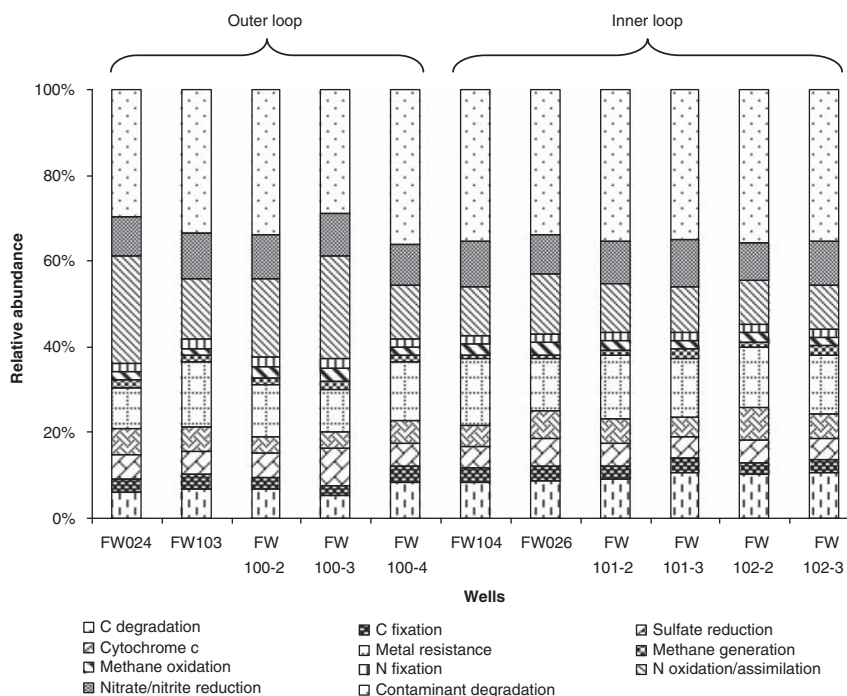 Outer loop
Inner loop
100%
80%
60%
40%
20%
0%
Relative abundance
FW024
FW103
FW
100-2
FW
100-3
FW
100-4
FW104
FW026
FW
101-2
FW
101-3
FW
102-2
FW
102-3
Wells
C degradation
C fixation
Sulfate reduction
Cytochrome c
Metal resistance
Methane generation
Methane oxidation
N fixation
N oxidation/assimilation
Nitrate/nitrite reduction
Contaminant degradation